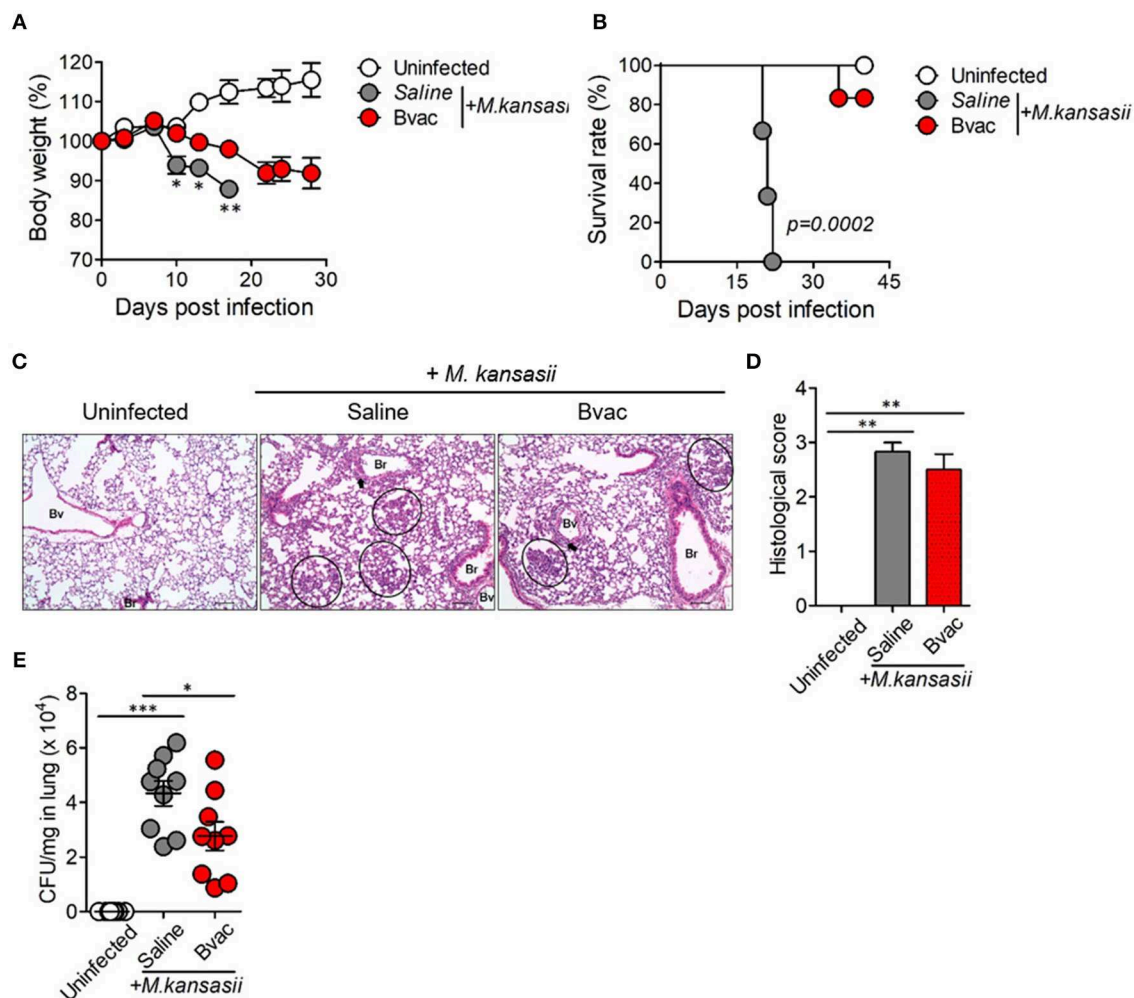 A
Body weight (%)
120
110
100
90
80
70
0
10
20
30
Days post infection
* * **
Uninfected
Saline
Bvac
+M.kansasi
B
Survival rate (%)
100
80
60
40
20
0
0
15
30
45
Days post infection
p=0.0002
Uninfected
Saline
Bvac
+M.kansasii
C
+ M. kansasii
Uninfected Saline Bvac
Bv
Br
Br
Br
Bv
Bv
Br
D
Histological score
4
3
2
1
0
**
**
Uninfected
Saline
Bvac
+M.kansasii
E
CFU/mg in lung (x 10⁴)
8
6
4
2
0
*
***
Uninfected
Saline
Bvac
+M.kansasii